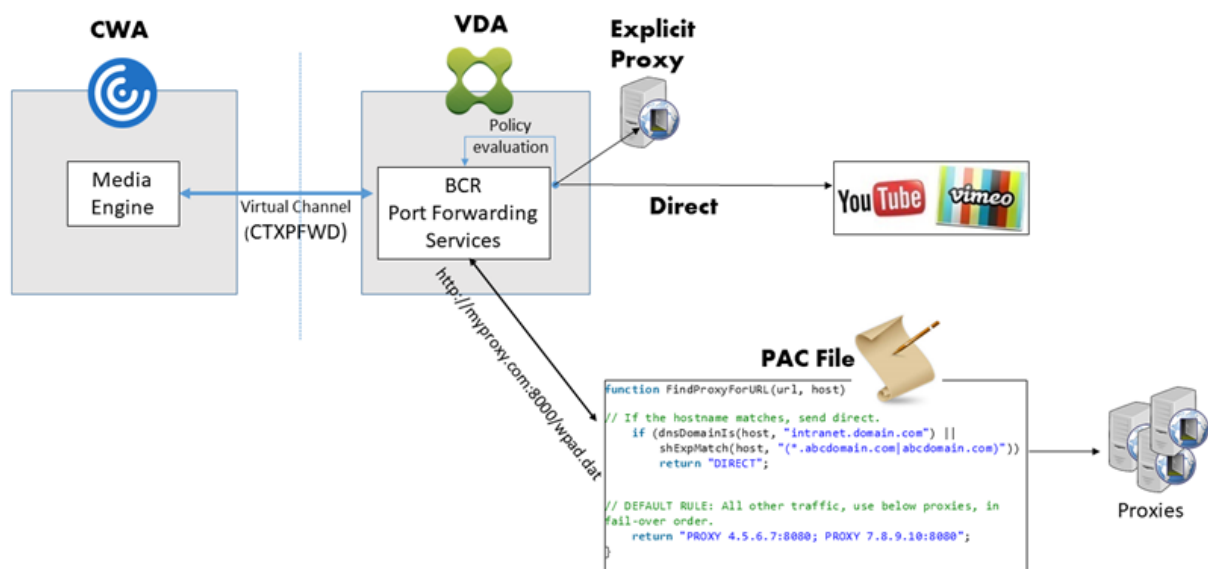 CWA
VDA
Explicit
Proxy
Policy
evaluation
Media
Engine
Virtual Channel
(CTXPFWD)
BCR
Port Forwarding
Services
Direct
YouTube
vimeo
http://myproxy.com:8000/wpad.dat
PAC File
function FindProxyForURL(url, host)
// If the hostname matches, send direct.
if (dnsDomainIs(host, "intranet.domain.com") ||
shExpMatch(host, "(*.abcdomain.com|abcdomain.com)"))
return "DIRECT";
// DEFAULT RULE: All other traffic, use below proxies, in
fail-over order.
return "PROXY 4.5.6.7:8080; PROXY 7.8.9.10:8080";
}
Proxies